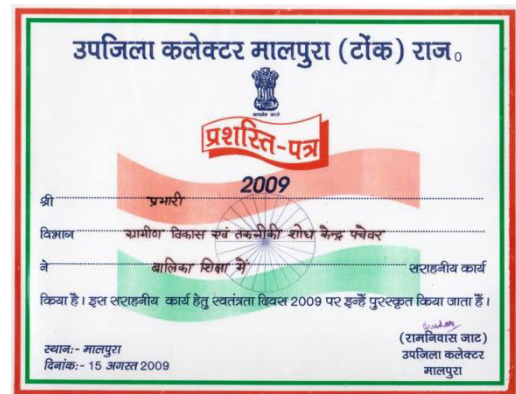 उपजिला कलेक्टर मालपुरा (टोंक) राज०
प्रशस्ति-पत्र
2009
श्री प्रभारी
विभाग ग्रामीण विकास एवं तकनीकी शोध केन्द्र पचेवर
ने बालिका शिक्षा में सराहनीय कार्य
किया है। इस सराहनीय कार्य हेतु स्वतंत्रता दिवस 2009 पर इन्हें पुरस्कृत किया जाता हैं।
(रामनिवास जाट)
स्थान:- मालपुरा उपजिला कलेक्टर
दिनांक:- 15 अगस्त 2009 मालपुरा